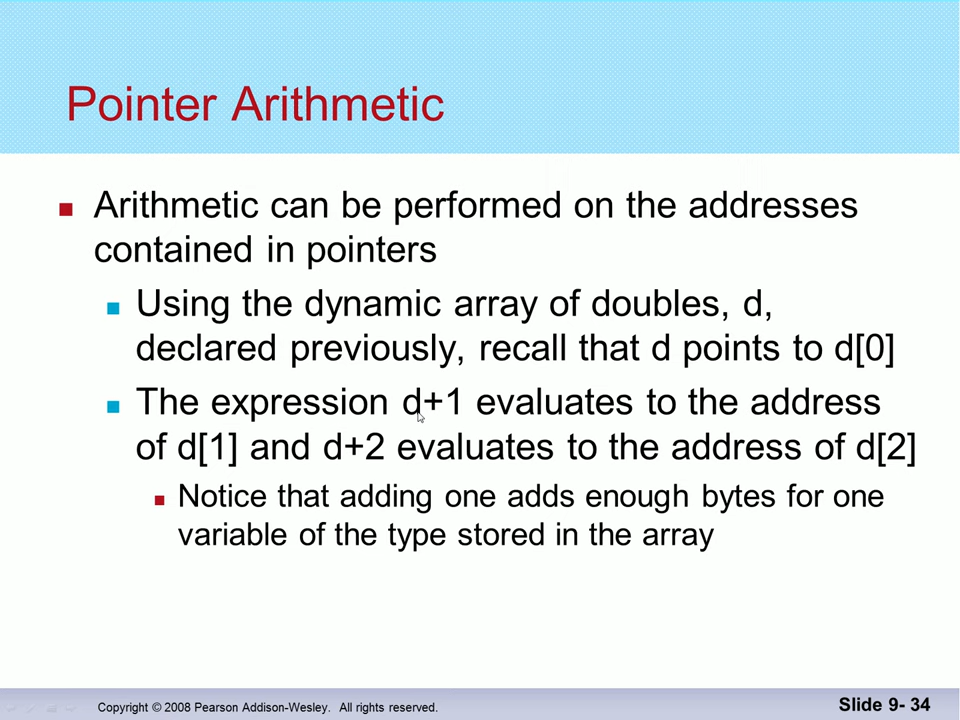 Pointer Arithmetic
Arithmetic can be performed on the addresses
contained in pointers
Using the dynamic array of doubles, d,
declared previously, recall that d points to d[0]
The expression d+1 evaluates to the address
of d[1] and d+2 evaluates to the address of d[2]
Notice that adding one adds enough bytes for one
variable of the type stored in the array
Copyright © 2008 Pearson Addison-Wesley. All rights reserved.
Slide 9- 34